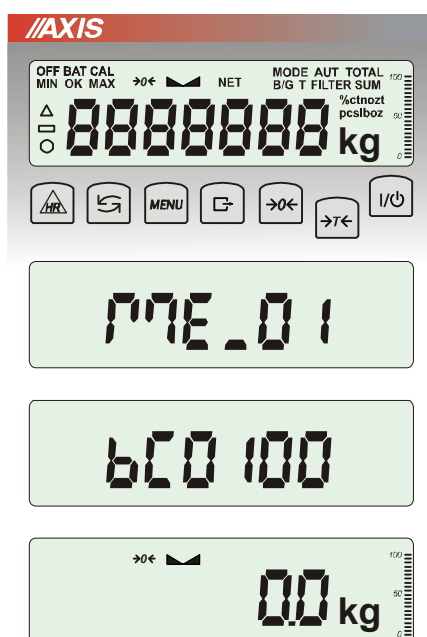 //AXIS
OFF BAT CAL MODE AUT TOTAL 100
MIN OK MAX →0← NET B/G T FILTER SUM
%ctnozt
pcslboz 50
8888888 kg
0
HR MENU →0← →T← I/⏻
ME_01
bC0100
→0← 100
0.0 kg 50
0